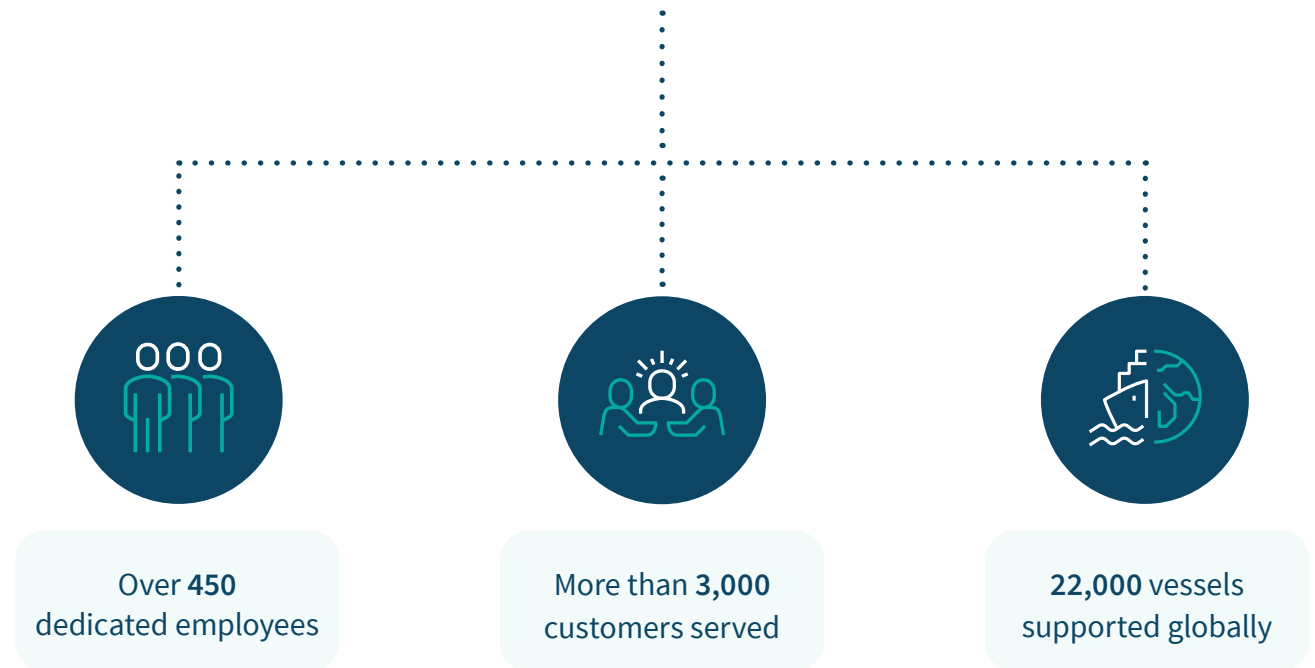 Over 450
dedicated employees
More than 3,000
customers served
22,000 vessels
supported globally